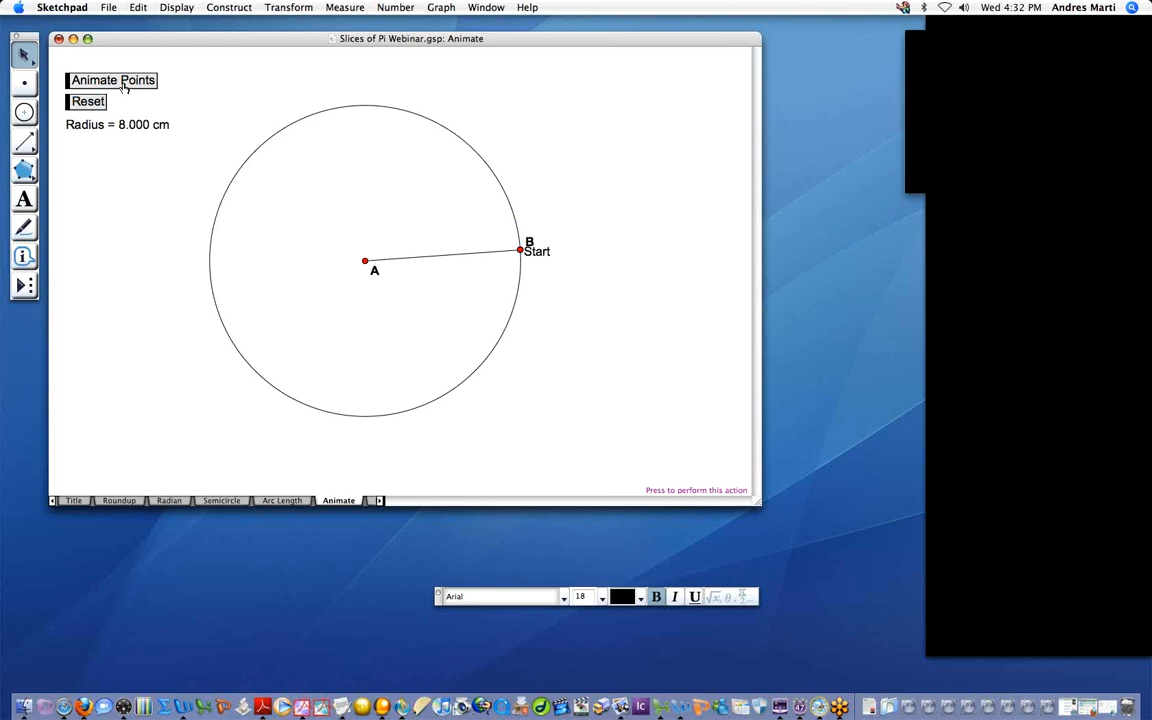 Sketchpad File Edit Display Construct Transform Measure Number Graph Window Help Wed 4:32 PM Andres Marti
Slices of Pi Webinar.gsp: Animate
Animate Points
Reset
Radius = 8.000 cm
B
Start
A
A
Press to perform this action
Title Roundup Radian Semicircle Arc Length Animate
Arial 18 B I U